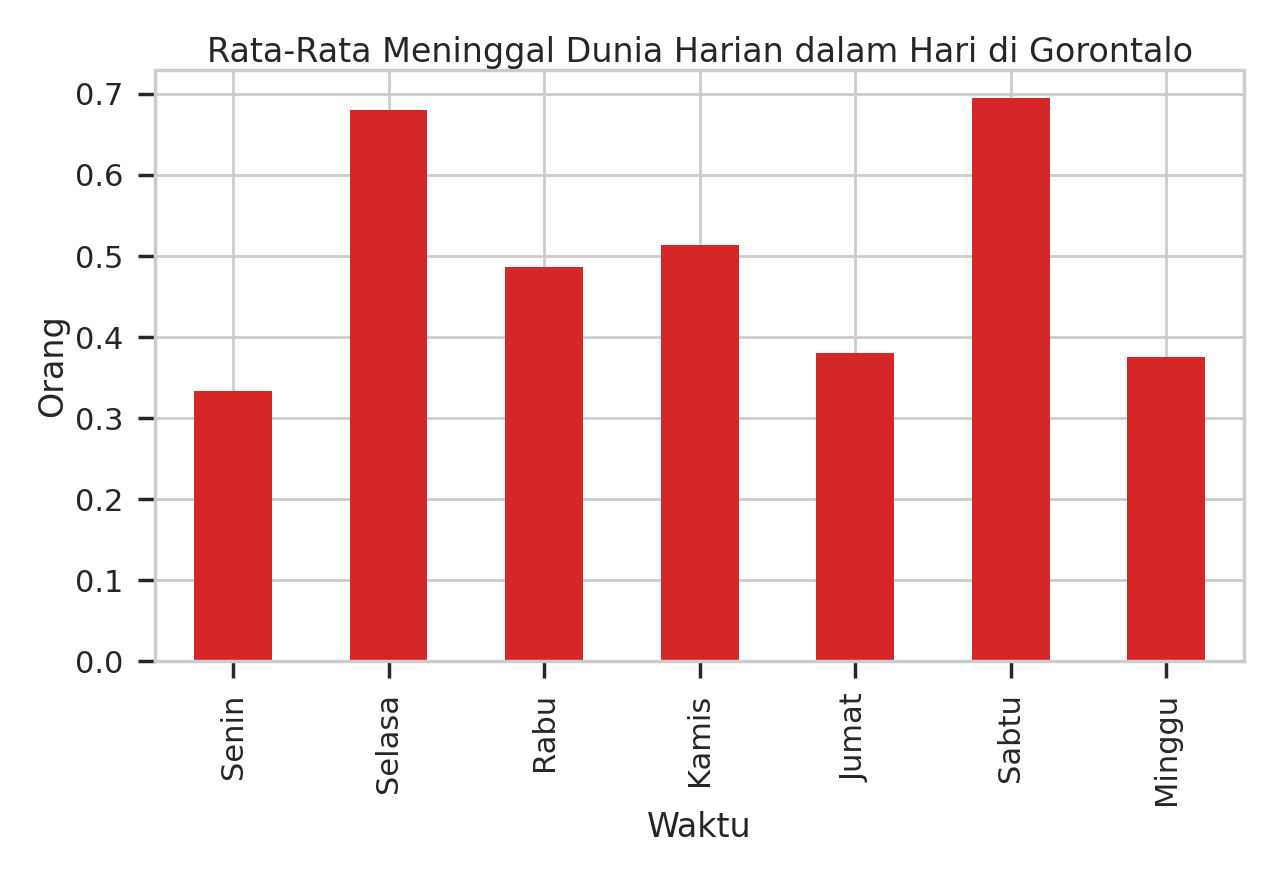 Rata-Rata Meninggal Dunia Harian dalam Hari di Gorontalo
0.7
0.6
0.5
0.4
0.3
0.2
0.1
0.0
Orang
Senin
Selasa
Rabu
Kamis
Jumat
Sabtu
Minggu
Waktu